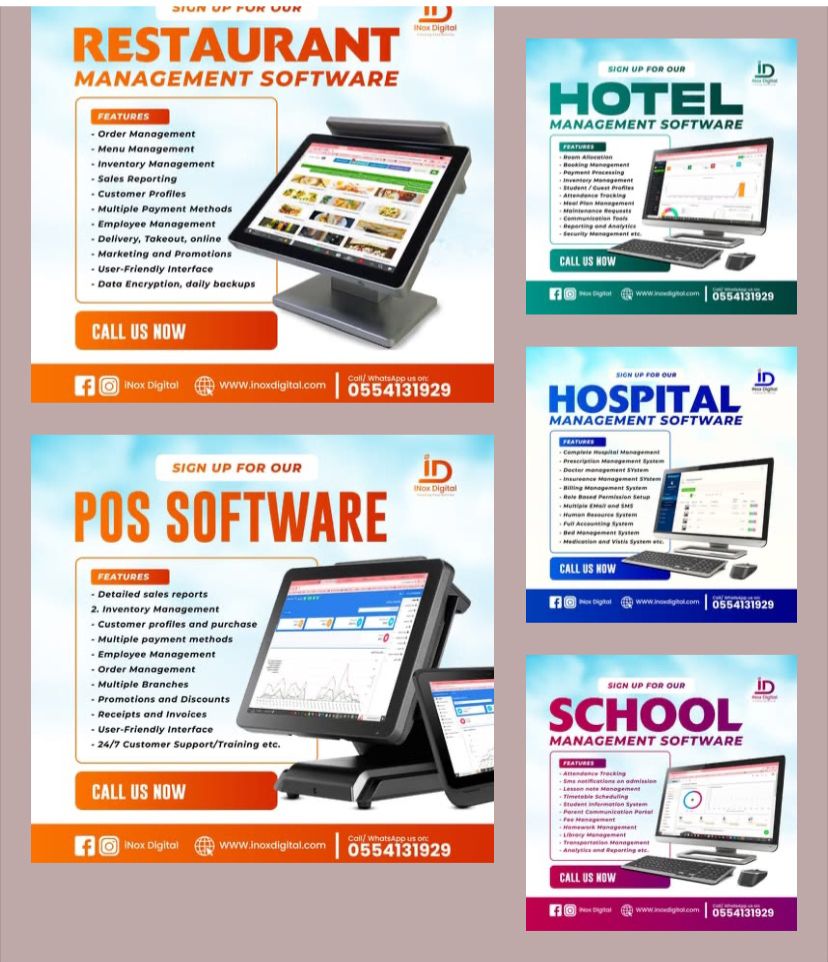 SIGN UP FOR OUR
iNox Digital
RESTAURANT
MANAGEMENT SOFTWARE
FEATURES
- Order Management
- Menu Management
- Inventory Management
- Sales Reporting
- Customer Profiles
- Multiple Payment Methods
- Employee Management
- Delivery, Takeout, online
- Marketing and Promotions
- User-Friendly Interface
- Data Encryption, daily backups
CALL US NOW
iNox Digital
www.inoxdigital.com
Call/ WhatsApp us on:
0554131929
SIGN UP FOR OUR
iNox Digital
POS SOFTWARE
FEATURES
- Detailed sales reports
2. Inventory Management
- Customer profiles and purchase
- Multiple payment methods
- Employee Management
- Order Management
- Multiple Branches
- Promotions and Discounts
- Receipts and Invoices
- User-Friendly Interface
- 24/7 Customer Support/Training etc.
CALL US NOW
iNox Digital
www.inoxdigital.com
Call/ WhatsApp us on:
0554131929
SIGN UP FOR OUR
iNox Digital
HOTEL
MANAGEMENT SOFTWARE
FEATURES
- Room Allocation
- Booking Management
- Payment Processing
- Inventory Management
- Student / Guest Profiles
- Attendance Tracking
- Meal Plan Management
- Maintenance Requests
- Communication Tools
- Reporting and Analytics
- Security Management etc.
CALL US NOW
iNox Digital
www.inoxdigital.com
Call/ WhatsApp us on:
0554131929
SIGN UP FOR OUR
iNox Digital
HOSPITAL
MANAGEMENT SOFTWARE
FEATURES
- Complete Hospital Management
- Prescription Management System
- Doctor management SYstem
- Insureance Management SYstem
- Billing Management System
- Role Based Permission Setup
- Multiple EMail and SMS
- Human Resource System
- Full Accounting System
- Bed Management System
- Medication and Vistis System etc.
CALL US NOW
iNox Digital
www.inoxdigital.com
Call/ WhatsApp us on:
0554131929
SIGN UP FOR OUR
iNox Digital
SCHOOL
MANAGEMENT SOFTWARE
FEATURES
- Attendance Tracking
- Sms notifications on admission
- Lesson note Management
- Timetable Scheduling
- Student Information System
- Parent Communication Portal
- Fee Management
- Homework Management
- Library Management
- Transportation Management
- Analytics and Reporting etc.
CALL US NOW
iNox Digital
www.inoxdigital.com
Call/ WhatsApp us on:
0554131929